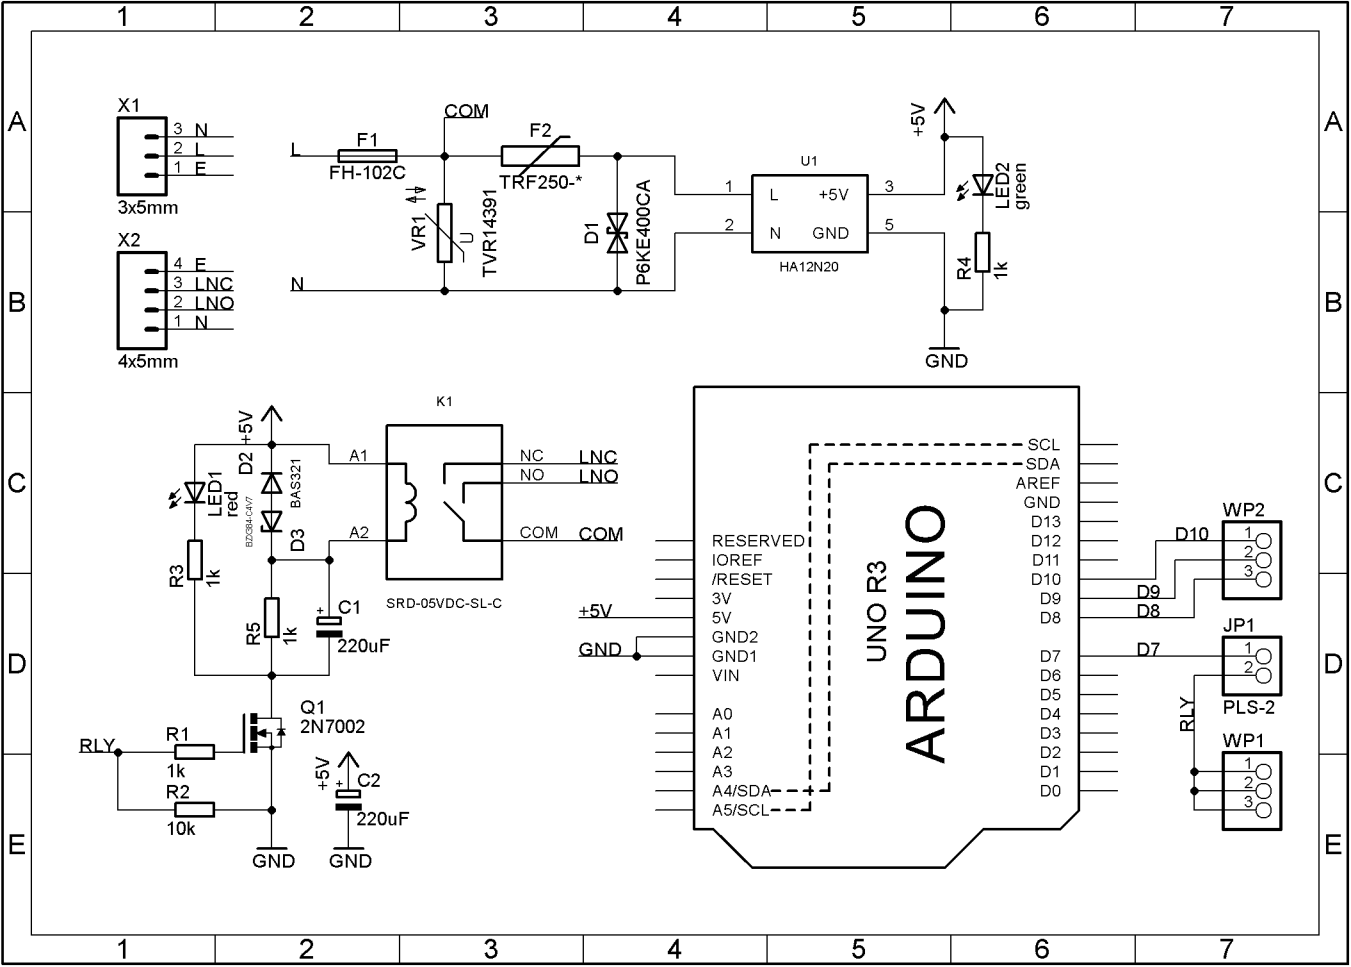 1 2 3 4 5 6 7
A
B
C
D
E
X1
3 N
2 L
1 E
3x5mm
X2
4 E
3 LNC
2 LNO
1 N
4x5mm
L
F1
FH-102C
COM
VR1
U
TVR14391
F2
TRF250-*
D1
P6KE400CA
N
U1
1 L +5V 3
2 N GND 5
HA12N20
+5V
LED2
green
R4
1k
GND
+5V
LED1
red
R3
1k
D2
BAS321
BZX384-C4V7
D3
R5
1k
C1
+
220uF
K1
A1
A2
NC LNC
NO LNO
COM COM
SRD-05VDC-SL-C
Q1
2N7002
RLY
R1
1k
R2
10k
GND
+5V
C2
+
220uF
GND
ARDUINO
UNO R3
RESERVED
IOREF
/RESET
3V
+5V 5V
GND2
GND GND1
VIN
A0
A1
A2
A3
A4/SDA
A5/SCL
SCL
SDA
AREF
GND
D13
D12
D11
D10
D9
D8
D7
D6
D5
D4
D3
D2
D1
D0
WP2
D10 1
D9 2
D8 3
JP1
D7 1
2
PLS-2
RLY
WP1
1
2
3
A
B
C
D
E
1 2 3 4 5 6 7